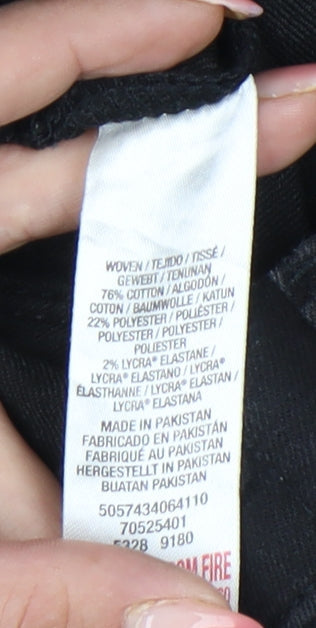 WOVEN / TEJIDO / TISSÉ /
GEWEBT / TENUNAN
76% COTTON / ALGODÓN /
COTON / BAUMWOLLE / KATUN
22% POLYESTER / POLIÉSTER /
POLYESTER / POLYESTER /
POLIESTER
2% LYCRA® ELASTANE /
LYCRA® ELASTANO / LYCRA®
ÉLASTHANNE / LYCRA® ELASTAN /
LYCRA® ELASTANA
MADE IN PAKISTAN
FABRICADO EN PAKISTÁN
FABRIQUÉ AU PAKISTAN
HERGESTELLT IN PAKISTAN
BUATAN PAKISTAN
5057434064110
70525401
5328 9180
FIRE